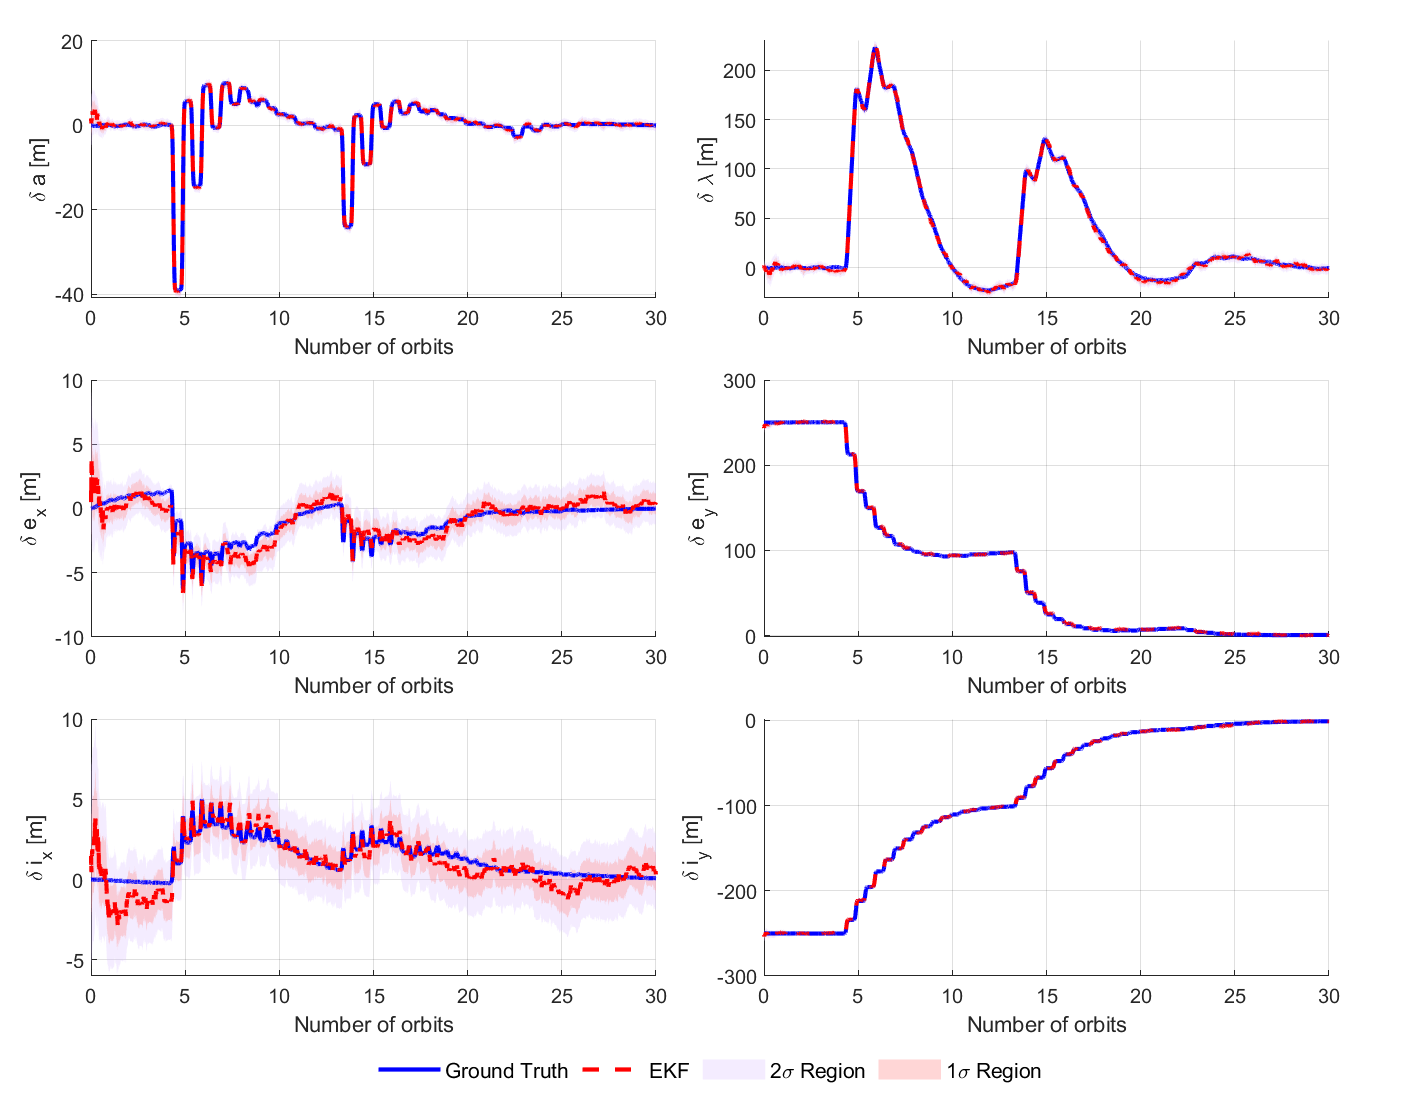 20
0
-20
-40
δ a [m]
0 5 10 15 20 25 30
Number of orbits
200
150
100
50
0
δ λ [m]
0 5 10 15 20 25 30
Number of orbits
10
5
0
-5
-10
δ e_x [m]
0 5 10 15 20 25 30
Number of orbits
300
200
100
0
δ e_y [m]
0 5 10 15 20 25 30
Number of orbits
10
5
0
-5
δ i_x [m]
0 5 10 15 20 25 30
Number of orbits
0
-100
-200
-300
δ i_y [m]
0 5 10 15 20 25 30
Number of orbits
Ground Truth EKF 2σ Region 1σ Region